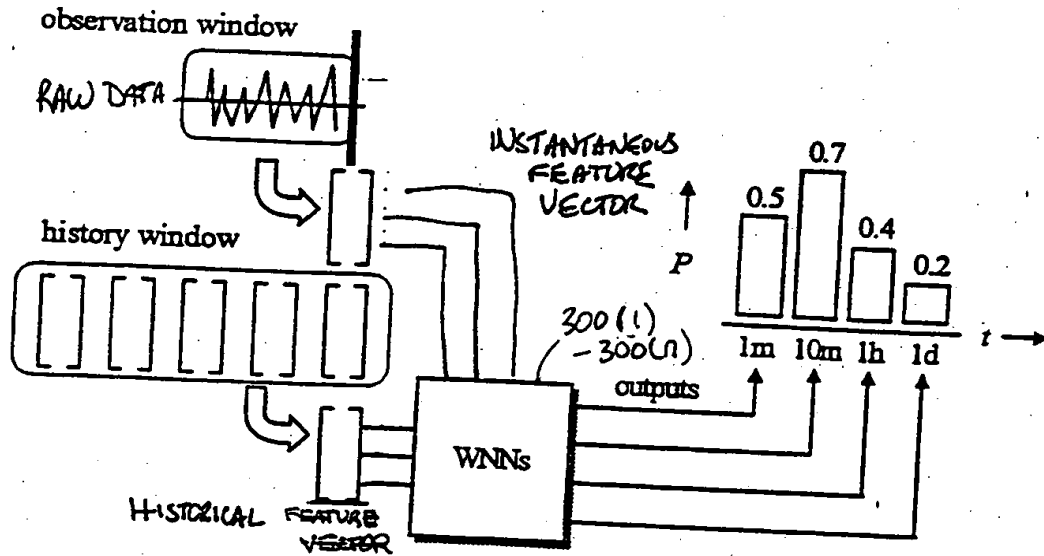 observation window
RAW DATA
INSTANTANEOUS
FEATURE
VECTOR
history window
P
0.5
0.7
0.4
0.2
1m 10m 1h 1d
t
300(1)
-300(n)
outputs
WNNs
HISTORICAL FEATURE
VECTOR